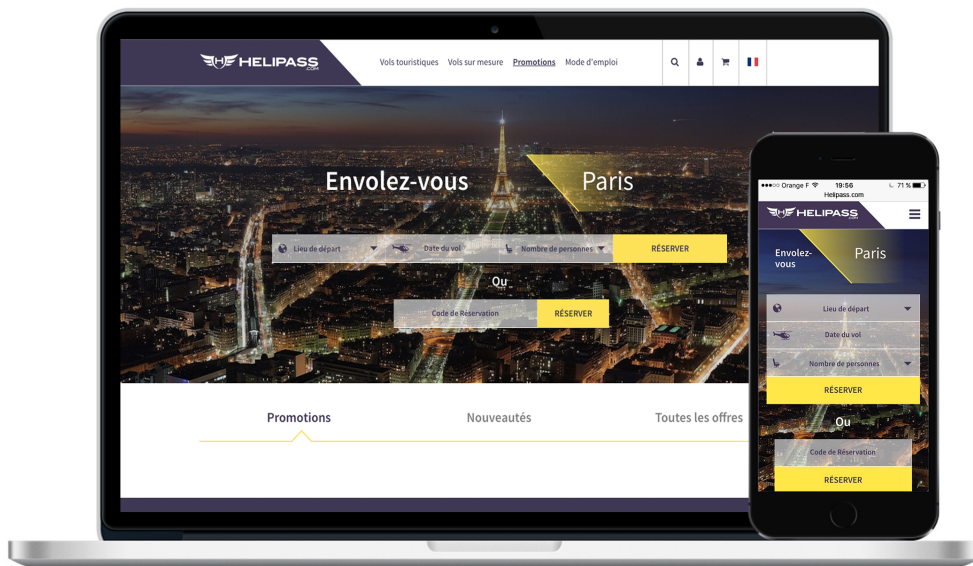 HELIPASS
.COM
Vols touristiques Vols sur mesure Promotions Mode d'emploi
Envolez-vous Paris
Lieu de départ Date du vol Nombre de personnes RÉSERVER
Ou
Code de Réservation RÉSERVER
Promotions Nouveautés Toutes les offres
Orange F 19:56 71 %
Helipass.com
HELIPASS
.COM
Envolez-
vous
Paris
Lieu de départ
Date du vol
Nombre de personnes
RÉSERVER
Ou
Code de Réservation
RÉSERVER